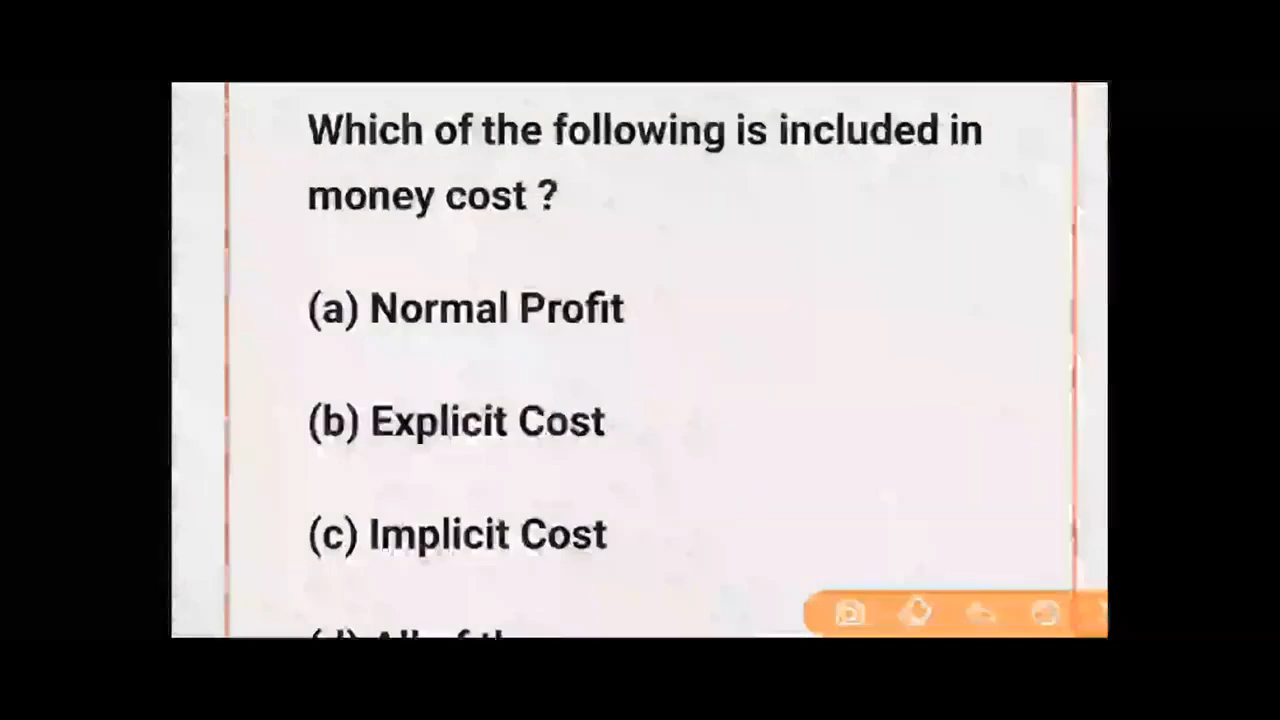 Which of the following is included in
money cost ?
(a) Normal Profit
(b) Explicit Cost
(c) Implicit Cost